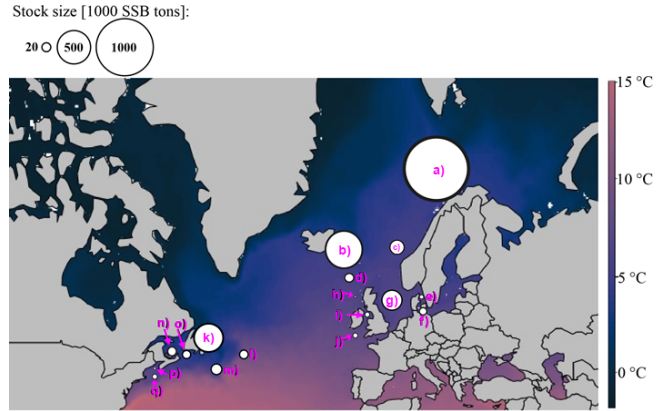 Stock size [1000 SSB tons]:
20 500 1000
15 °C
10 °C
5 °C
0 °C
a)
b)
c)
d)
e)
f)
g)
h)
i)
j)
k)
l)
m)
n) o)
p)
q)